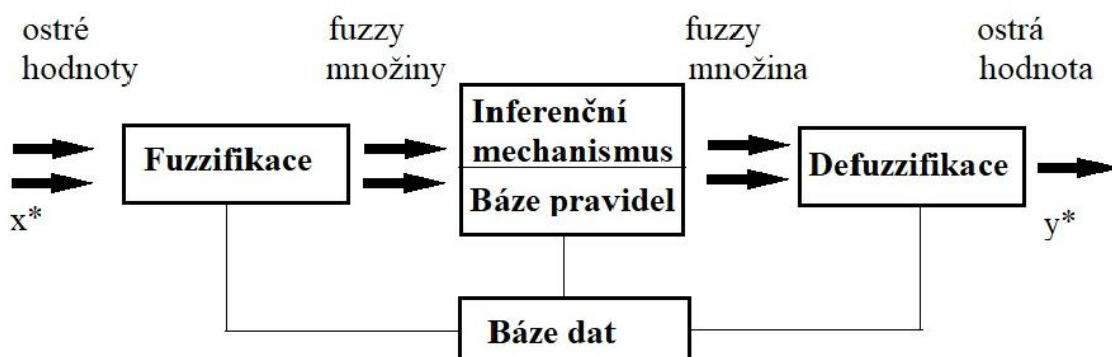 ostré
hodnoty
fuzzy
množiny
fuzzy
množina
ostrá
hodnota
Fuzzifikace
Inferenční
mechanismus
Báze pravidel
Defuzzifikace
x*
y*
Báze dat